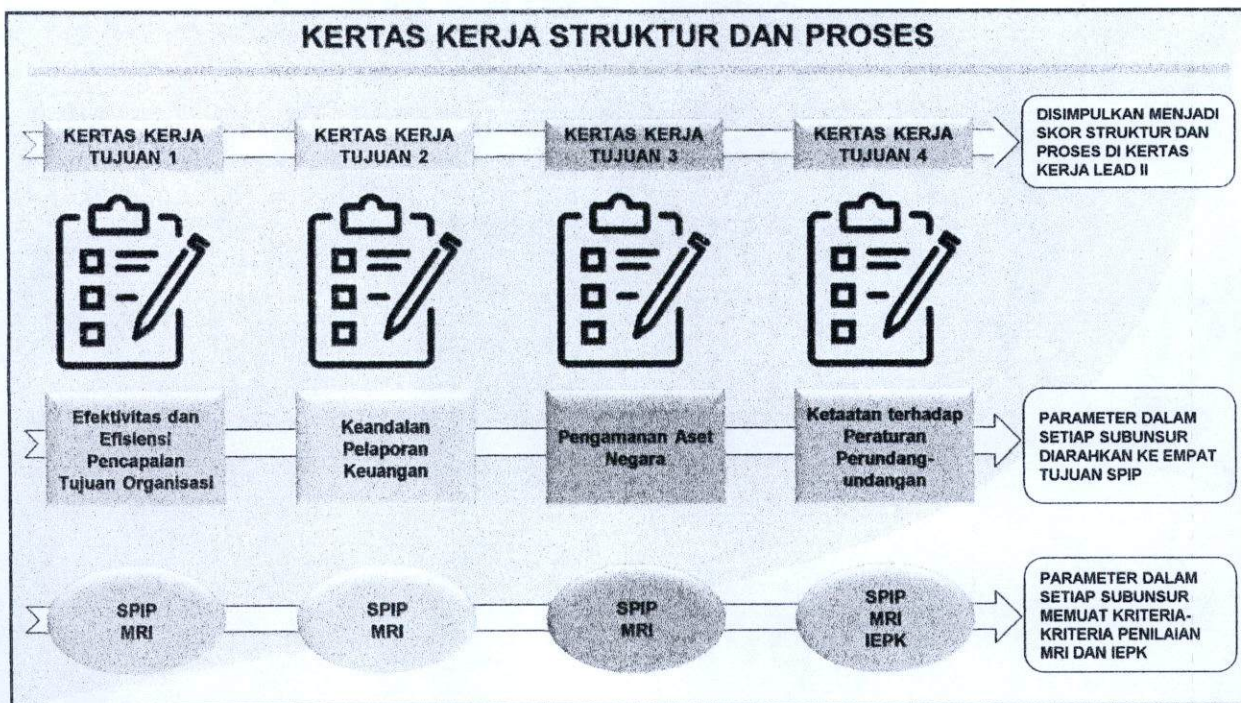 KERTAS KERJA STRUKTUR DAN PROSES
KERTAS KERJA
TUJUAN 1
KERTAS KERJA
TUJUAN 2
KERTAS KERJA
TUJUAN 3
KERTAS KERJA
TUJUAN 4
DISIMPULKAN MENJADI
SKOR STRUKTUR DAN
PROSES DI KERTAS
KERJA LEAD II
Efektivitas dan
Efisiensi
Pencapaian
Tujuan Organisasi
Keandalan
Pelaporan
Keuangan
Pengamanan Aset
Negara
Ketaatan terhadap
Peraturan
Perundang-
undangan
PARAMETER DALAM
SETIAP SUBUNSUR
DIARAHKAN KE EMPAT
TUJUAN SPIP
SPIP
MRI
SPIP
MRI
SPIP
MRI
SPIP
MRI
IEPK
PARAMETER DALAM
SETIAP SUBUNSUR
MEMUAT KRITERIA-
KRITERIA PENILAIAN
MRI DAN IEPK